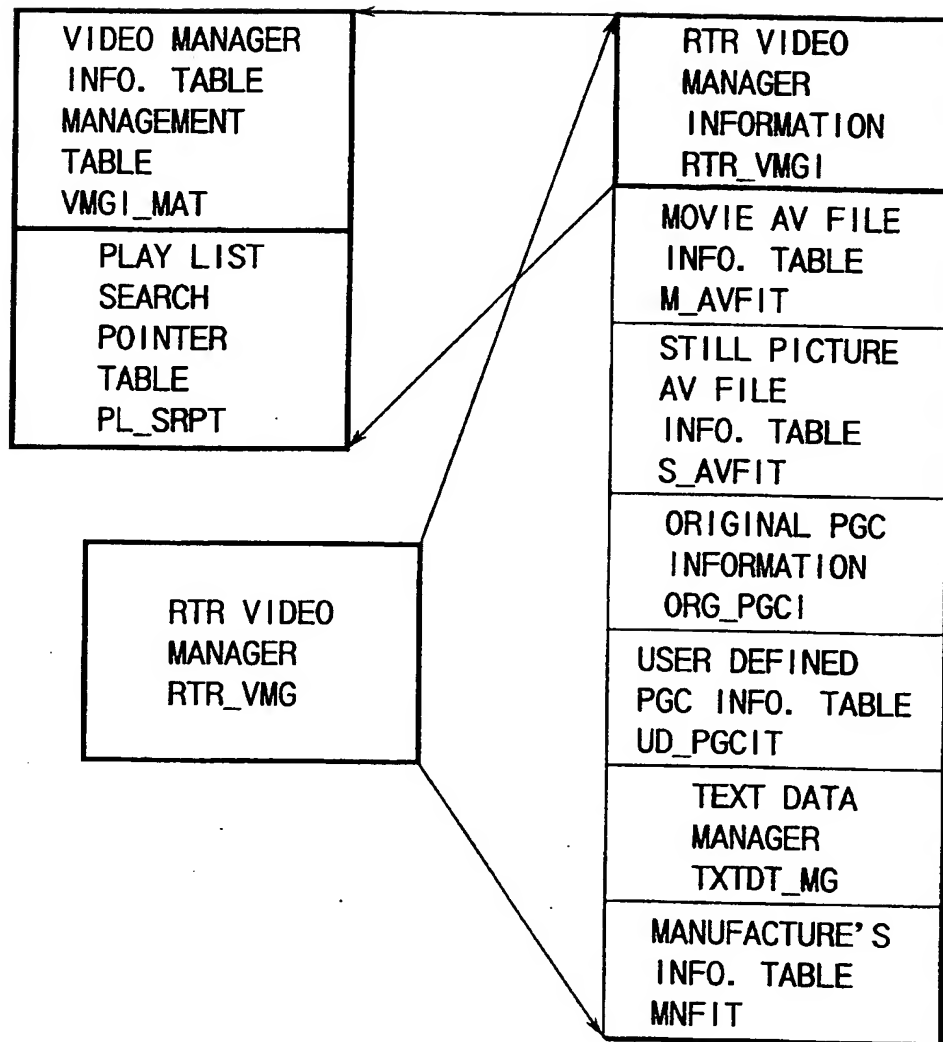 VIDEO MANAGER
INFO. TABLE
MANAGEMENT
TABLE
VMGI_MAT
PLAY LIST
SEARCH
POINTER
TABLE
PL_SRPT
RTR VIDEO
MANAGER
RTR_VMG
RTR VIDEO
MANAGER
INFORMATION
RTR_VMGI
MOVIE AV FILE
INFO. TABLE
M_AVFIT
STILL PICTURE
AV FILE
INFO. TABLE
S_AVFIT
ORIGINAL PGC
INFORMATION
ORG_PGCI
USER DEFINED
PGC INFO. TABLE
UD_PGCIT
TEXT DATA
MANAGER
TXTDT_MG
MANUFACTURE'S
INFO. TABLE
MNFIT